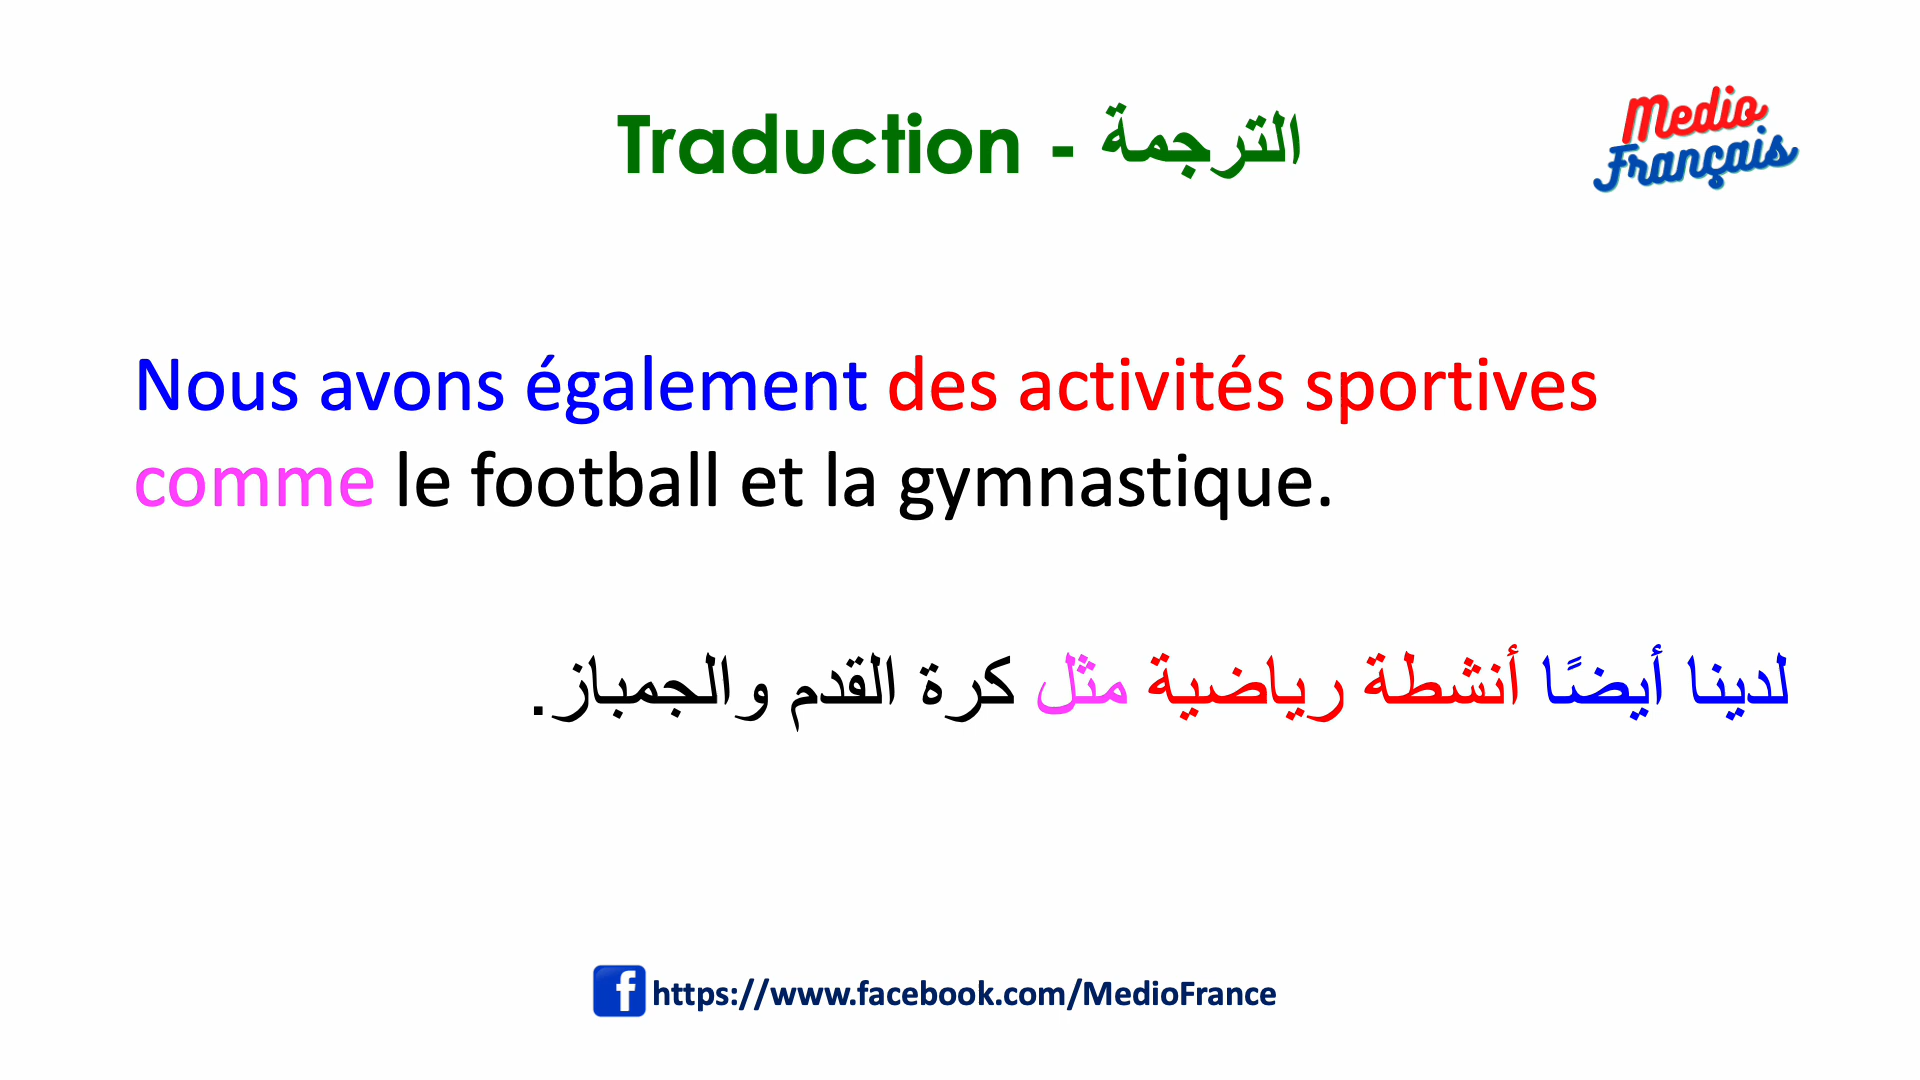 Traduction - الترجمة
Medio
Français
Nous avons également des activités sportives
comme le football et la gymnastique.
لدينا أيضًا أنشطة رياضية مثل كرة القدم والجمباز.
f https://www.facebook.com/MedioFrance